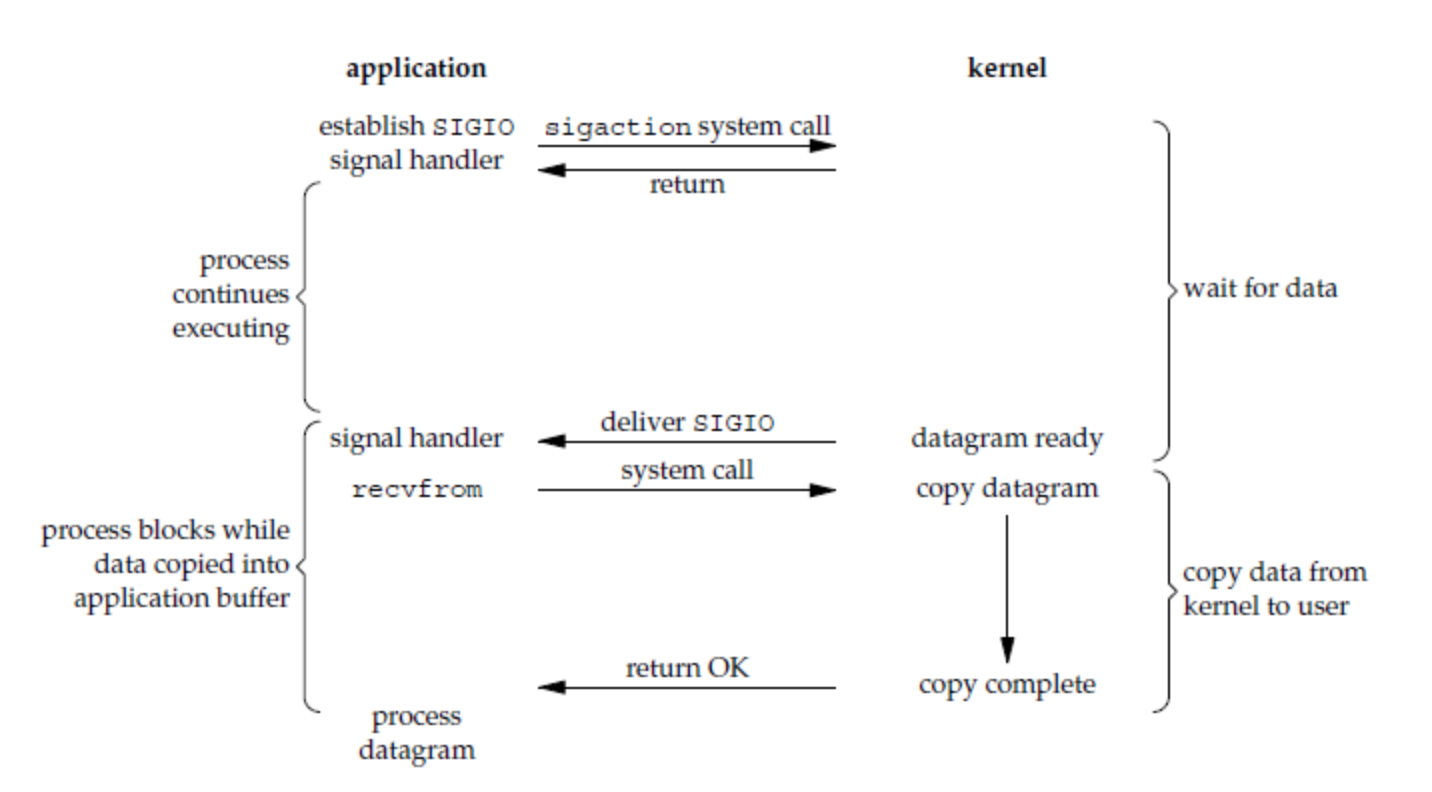 application
kernel
establish SIGIO
signal handler
sigaction system call
return
process
continues
executing
wait for data
signal handler
deliver SIGIO
datagram ready
recvfrom
system call
copy datagram
process blocks while
data copied into
application buffer
copy data from
kernel to user
return OK
copy complete
process
datagram